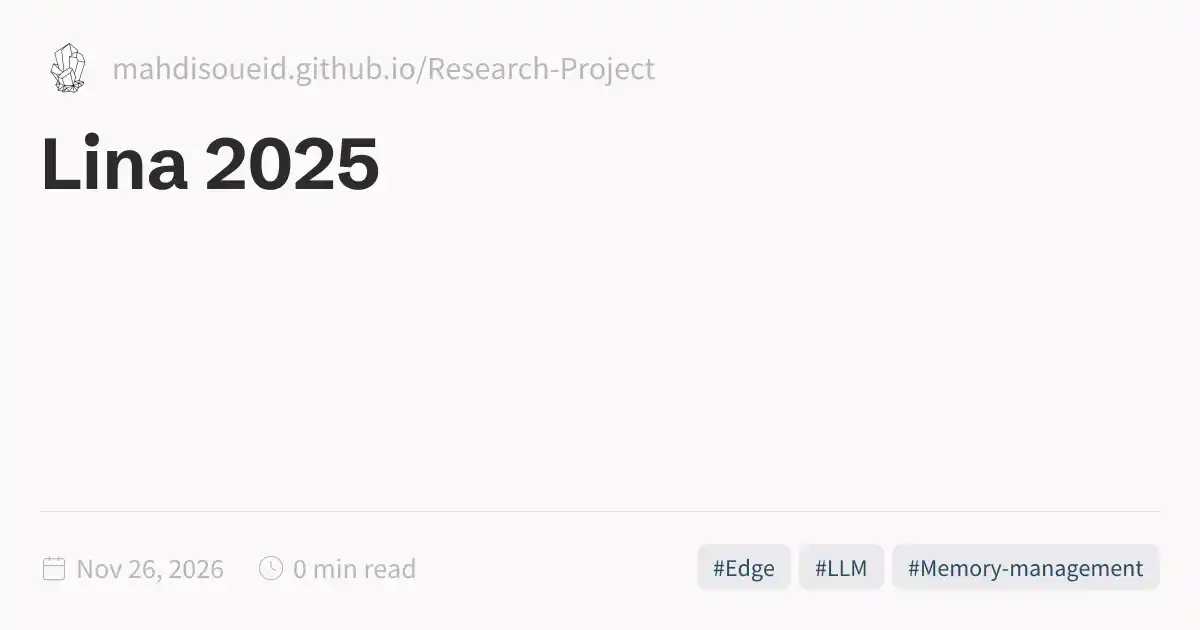 mahdisoueid.github.io/Research-Project
Lina 2025
Nov 26, 2026 0 min read #Edge #LLM #Memory-management